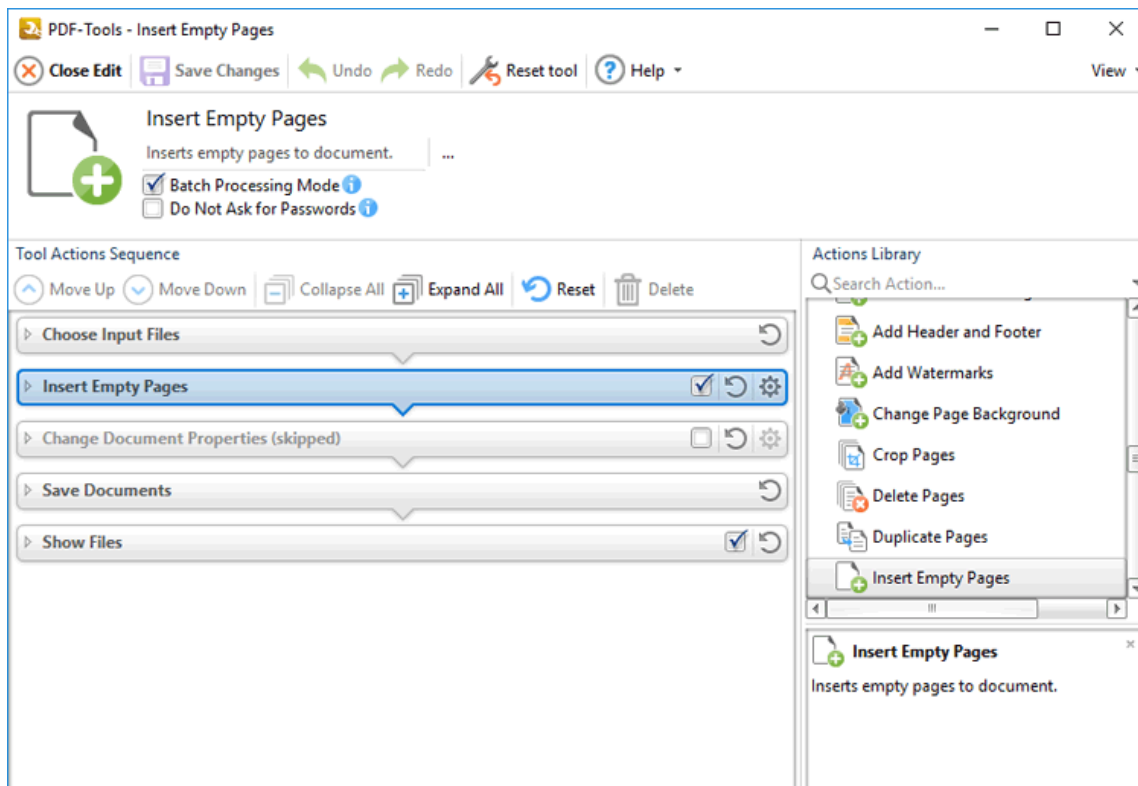 PDF-Tools - Insert Empty Pages
Close Edit Save Changes Undo Redo Reset tool Help View
Insert Empty Pages
Inserts empty pages to document. ...
Batch Processing Mode
Do Not Ask for Passwords
Tool Actions Sequence
Move Up Move Down Collapse All Expand All Reset Delete
Choose Input Files
Insert Empty Pages
Change Document Properties (skipped)
Save Documents
Show Files
Actions Library
Search Action...
Add Header and Footer
Add Watermarks
Change Page Background
Crop Pages
Delete Pages
Duplicate Pages
Insert Empty Pages
Insert Empty Pages
Inserts empty pages to document.